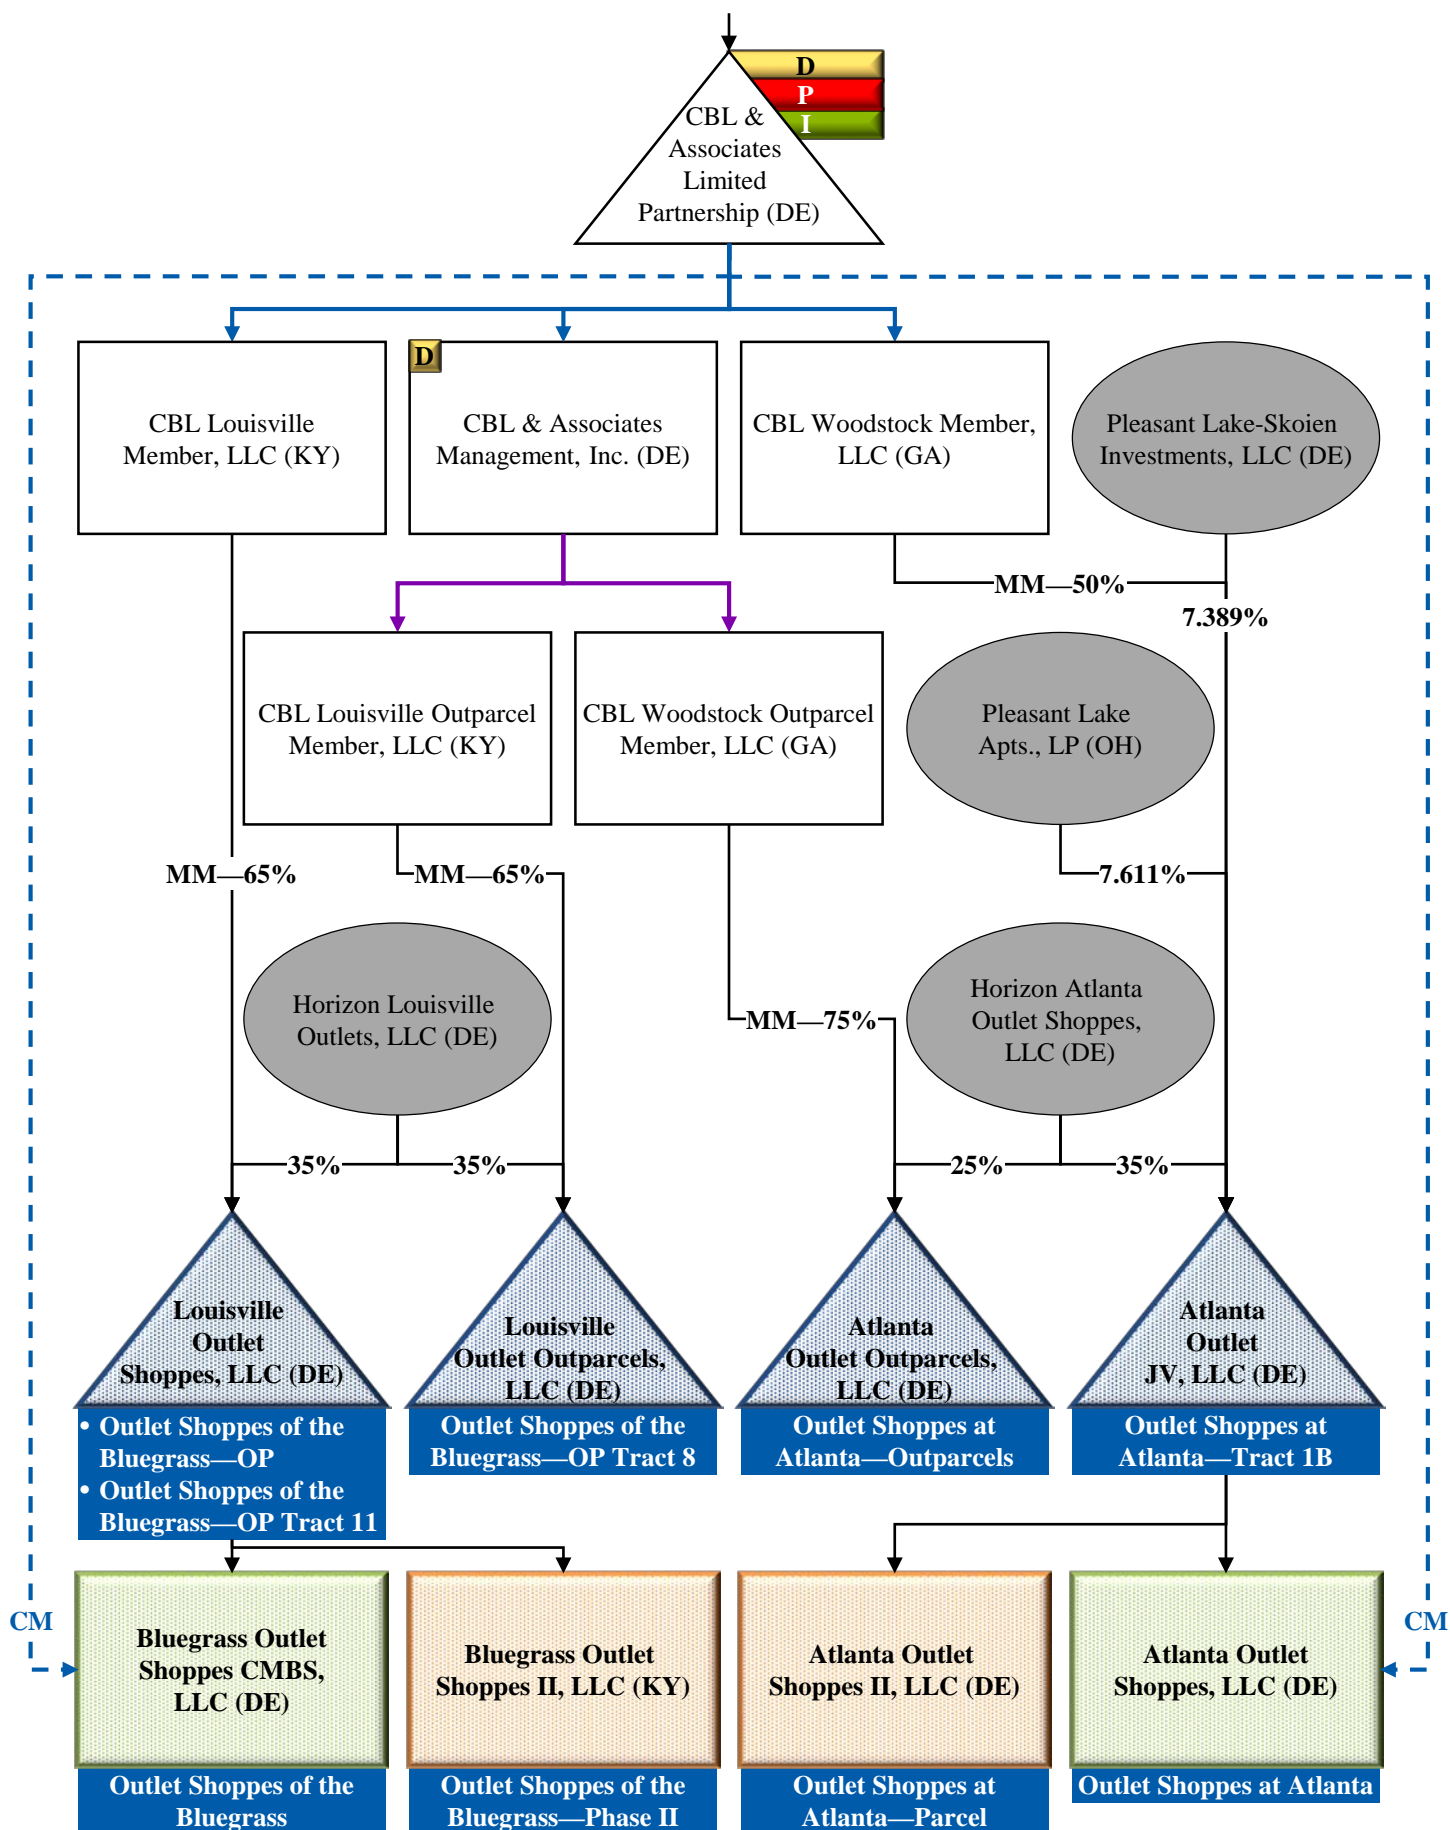 D
P
I
CBL &
Associates
Limited
Partnership (DE)
D
CBL Louisville
Member, LLC (KY)
CBL & Associates
Management, Inc. (DE)
CBL Woodstock Member,
LLC (GA)
Pleasant Lake-Skoien
Investments, LLC (DE)
MM—50%
7.389%
CBL Louisville Outparcel
Member, LLC (KY)
CBL Woodstock Outparcel
Member, LLC (GA)
Pleasant Lake
Apts., LP (OH)
MM—65%
MM—65%
7.611%
Horizon Louisville
Outlets, LLC (DE)
MM—75%
Horizon Atlanta
Outlet Shoppes,
LLC (DE)
35%
35%
25%
35%
Louisville
Outlet
Shoppes, LLC (DE)
Louisville
Outlet Outparcels,
LLC (DE)
Atlanta
Outlet Outparcels,
LLC (DE)
Atlanta
Outlet
JV, LLC (DE)
• Outlet Shoppes of the
Bluegrass—OP
• Outlet Shoppes of the
Bluegrass—OP Tract 11
Outlet Shoppes of the
Bluegrass—OP Tract 8
Outlet Shoppes at
Atlanta—Outparcels
Outlet Shoppes at
Atlanta—Tract 1B
CM
CM
Bluegrass Outlet
Shoppes CMBS,
LLC (DE)
Bluegrass Outlet
Shoppes II, LLC (KY)
Atlanta Outlet
Shoppes II, LLC (DE)
Atlanta Outlet
Shoppes, LLC (DE)
Outlet Shoppes of the
Bluegrass
Outlet Shoppes of the
Bluegrass—Phase II
Outlet Shoppes at
Atlanta—Parcel
Outlet Shoppes at Atlanta